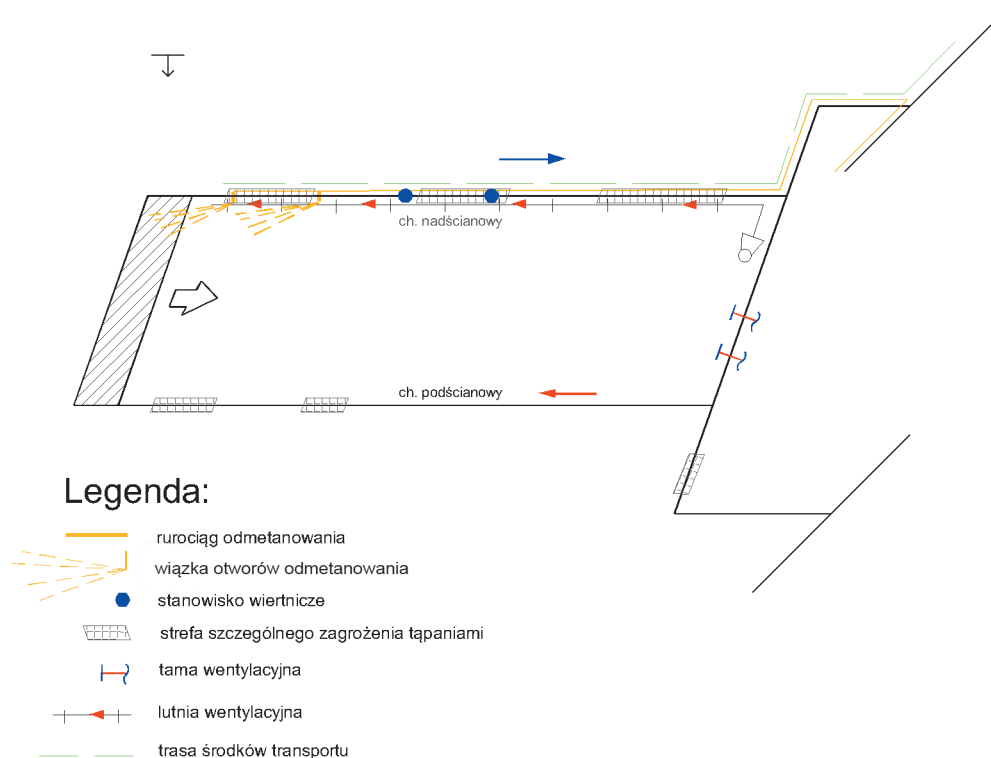 ch. nadścianowy
ch. podścianowy
Legenda:
rurociąg odmetanowania
wiązka otworów odmetanowania
stanowisko wiertnicze
strefa szczególnego zagrożenia tąpaniami
tama wentylacyjna
lutnia wentylacyjna
trasa środków transportu